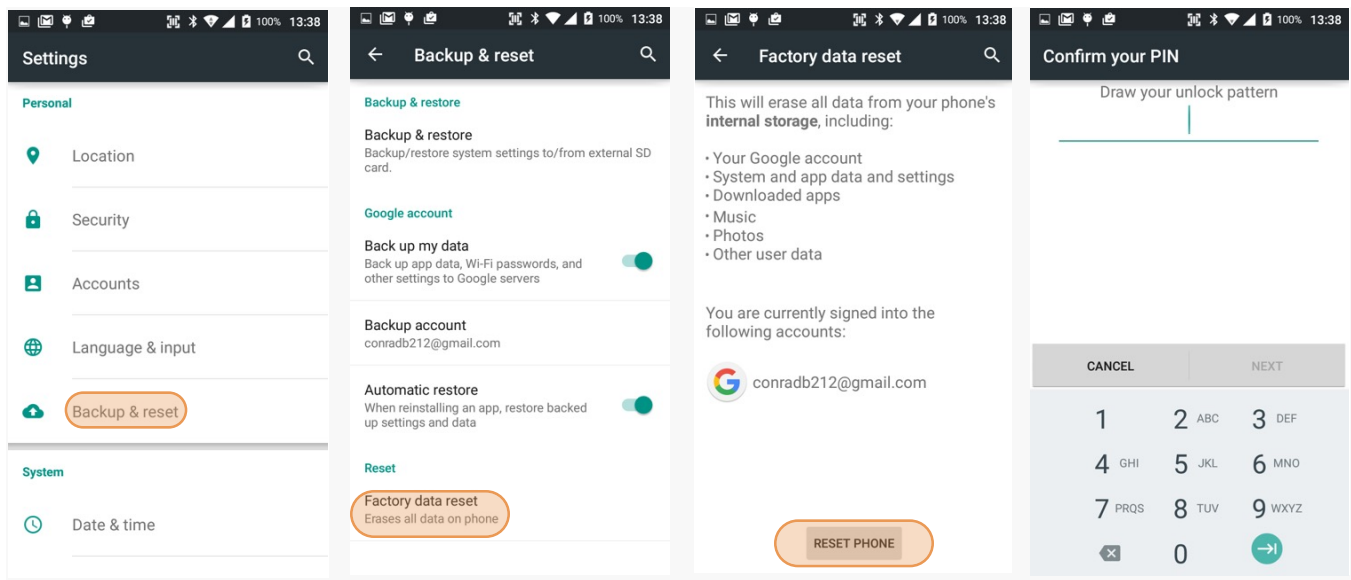 100% 13:38
Settings
Personal
Location
Security
Accounts
Language & input
Backup & reset
System
Date & time
100% 13:38
Backup & reset
Backup & restore
Backup & restore
Backup/restore system settings to/from external SD
card.
Google account
Back up my data
Back up app data, Wi-Fi passwords, and
other settings to Google servers
Backup account
conradb212@gmail.com
Automatic restore
When reinstalling an app, restore backed
up settings and data
Reset
Factory data reset
Erases all data on phone
100% 13:38
Factory data reset
This will erase all data from your phone's
internal storage, including:
• Your Google account
• System and app data and settings
• Downloaded apps
• Music
• Photos
• Other user data
You are currently signed into the
following accounts:
G conradb212@gmail.com
RESET PHONE
100% 13:38
Confirm your PIN
Draw your unlock pattern
CANCEL NEXT
1 2 ABC 3 DEF
4 GHI 5 JKL 6 MNO
7 PRQS 8 TUV 9 WXYZ
0